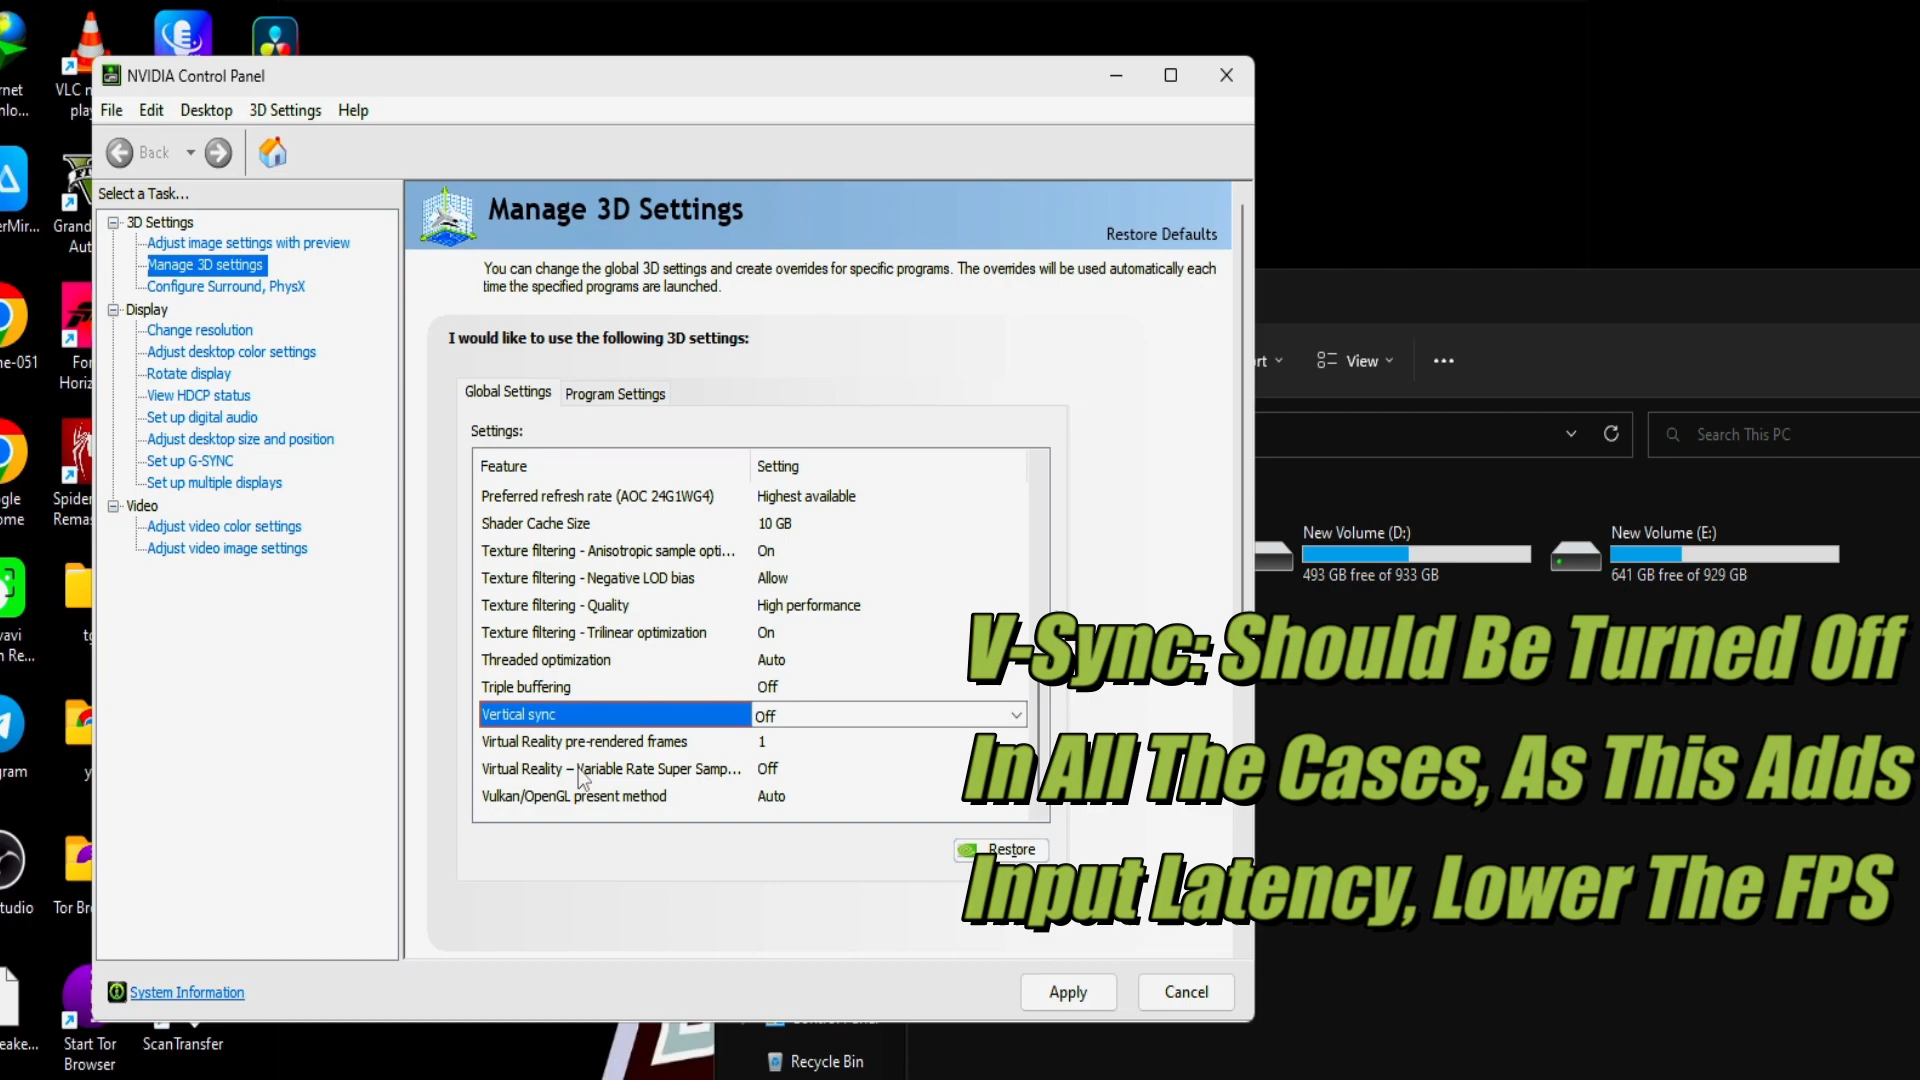 NVIDIA Control Panel
File Edit Desktop 3D Settings Help
Back
Select a Task...
3D Settings
Adjust image settings with preview
Manage 3D settings
Configure Surround, PhysX
Display
Change resolution
Adjust desktop color settings
Rotate display
View HDCP status
Set up digital audio
Adjust desktop size and position
Set up G-SYNC
Set up multiple displays
Video
Adjust video color settings
Adjust video image settings
System Information
Manage 3D Settings
Restore Defaults
You can change the global 3D settings and create overrides for specific programs. The overrides will be used automatically each
time the specified programs are launched.
I would like to use the following 3D settings:
Global Settings Program Settings
Settings:
Feature Setting
Preferred refresh rate (AOC 24G1WG4) Highest available
Shader Cache Size 10 GB
Texture filtering - Anisotropic sample opti... On
Texture filtering - Negative LOD bias Allow
Texture filtering - Quality High performance
Texture filtering - Trilinear optimization On
Threaded optimization Auto
Triple buffering Off
Vertical sync Off
Virtual Reality pre-rendered frames 1
Virtual Reality – Variable Rate Super Samp... Off
Vulkan/OpenGL present method Auto
Restore
Apply Cancel
V-Sync: Should Be Turned Off
In All The Cases, As This Adds
Input Latency, Lower The FPS
View
Search This PC
New Volume (D:)
493 GB free of 933 GB
New Volume (E:)
641 GB free of 929 GB
Recycle Bin
VLC
Grand
Start Tor
Browser
ScanTransfer